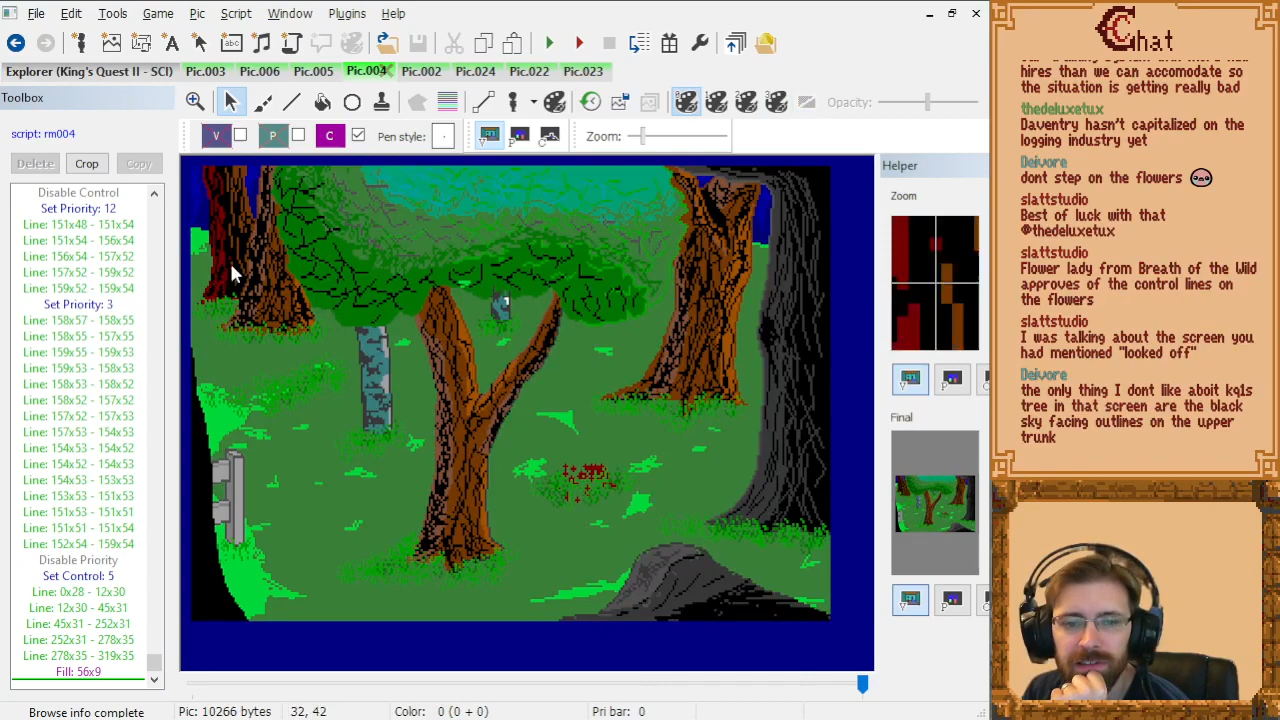 File Edit Tools Game Pic Script Window Plugins Help
Explorer (King's Quest II - SCI) Pic.003 Pic.006 Pic.005 Pic.004 Pic.002 Pic.024 Pic.022 Pic.023
Toolbox
Opacity:
script: rm004
V P C Pen style: Zoom:
Delete Crop Copy
Disable Control
Set Priority: 12
Line: 151x48 - 151x54
Line: 151x54 - 156x54
Line: 156x54 - 157x52
Line: 157x52 - 159x52
Line: 159x52 - 159x54
Set Priority: 3
Line: 158x57 - 158x55
Line: 158x55 - 157x55
Line: 159x55 - 159x53
Line: 159x53 - 158x53
Line: 158x53 - 158x52
Line: 158x52 - 157x52
Line: 157x52 - 157x53
Line: 157x53 - 154x53
Line: 154x53 - 154x52
Line: 154x52 - 154x53
Line: 154x53 - 153x53
Line: 153x53 - 151x53
Line: 151x53 - 151x51
Line: 151x51 - 151x54
Line: 152x54 - 159x54
Disable Priority
Set Control: 5
Line: 0x28 - 12x30
Line: 12x30 - 45x31
Line: 45x31 - 252x31
Line: 252x31 - 278x35
Line: 278x35 - 319x35
Fill: 56x9
Helper
Zoom
V
Final
V
Browse info complete Pic: 10266 bytes 32, 42 Color: 0 (0 + 0) Pri bar: 0
Chat
hires than we can accomodate so
the situation is getting really bad
thedeluxetux
Daventry hasn't capitalized on the
logging industry yet
Deivore
dont step on the flowers
slattstudio
Best of luck with that
@thedeluxetux
slattstudio
Flower lady from Breath of the Wild
approves of the control lines on
the flowers
slattstudio
I was talking about the screen you
had mentioned "looked off"
Deivore
the only thing I dont like aboit kq1s
tree in that screen are the black
sky facing outlines on the upper
trunk